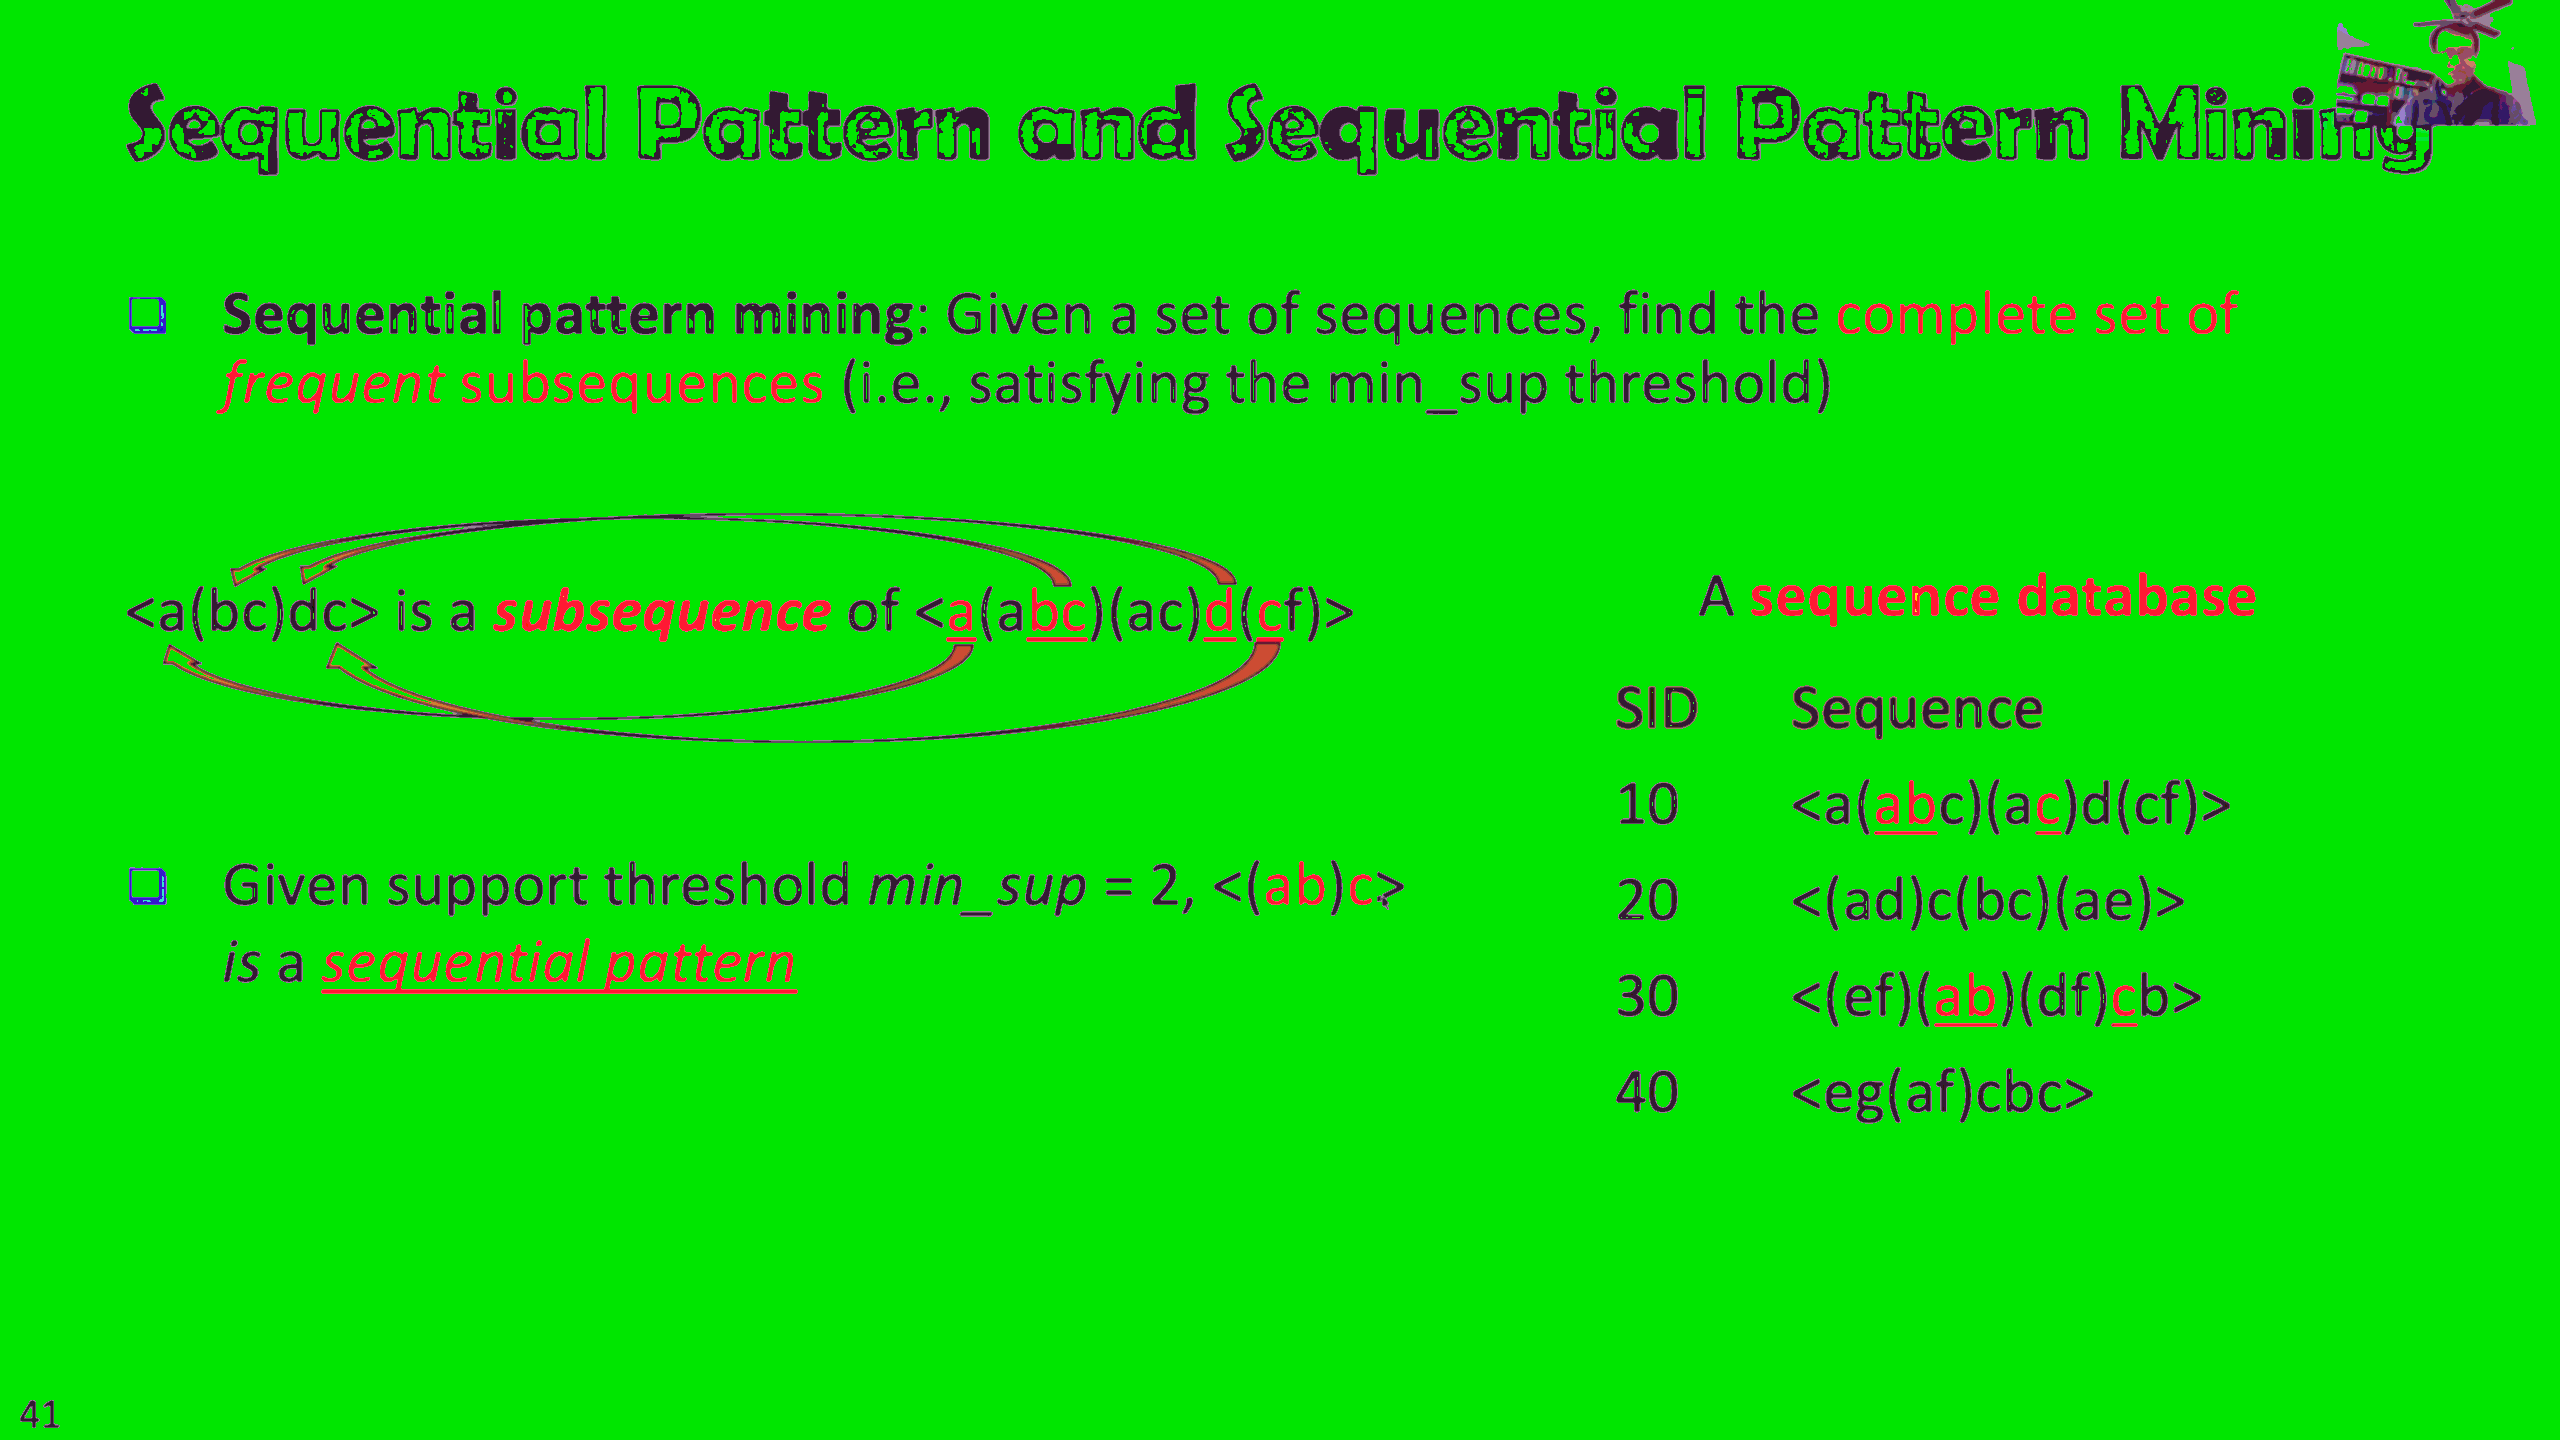 Sequential Pattern and Sequential Pattern Mining
Sequential pattern mining: Given a set of sequences, find the complete set of
frequent subsequences (i.e., satisfying the min_sup threshold)
<a(bc)dc> is a subsequence of <a(abc)(ac)d(cf)>
Given support threshold min_sup = 2, <(ab)c>
is a sequential pattern
A sequence database
SID Sequence
10 <a(abc)(ac)d(cf)>
20 <(ad)c(bc)(ae)>
30 <(ef)(ab)(df)cb>
40 <eg(af)cbc>
41